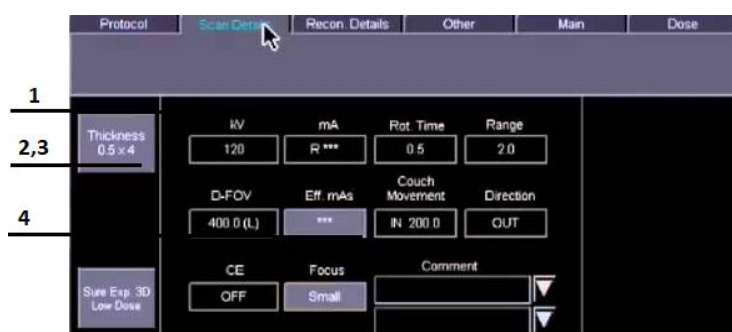 Protocol Scan Details Recon. Details Other Main Dose
1
kV mA Rot. Time Range
Thickness
0.5 x 4
120 R *** 0.5 2.0
2,3
D-FOV Eff. mAs Couch Movement Direction
400.0 (L) *** IN 200.0 OUT
4
CE Focus Comment
Sure Exp. 3D
Low Dose
OFF Small